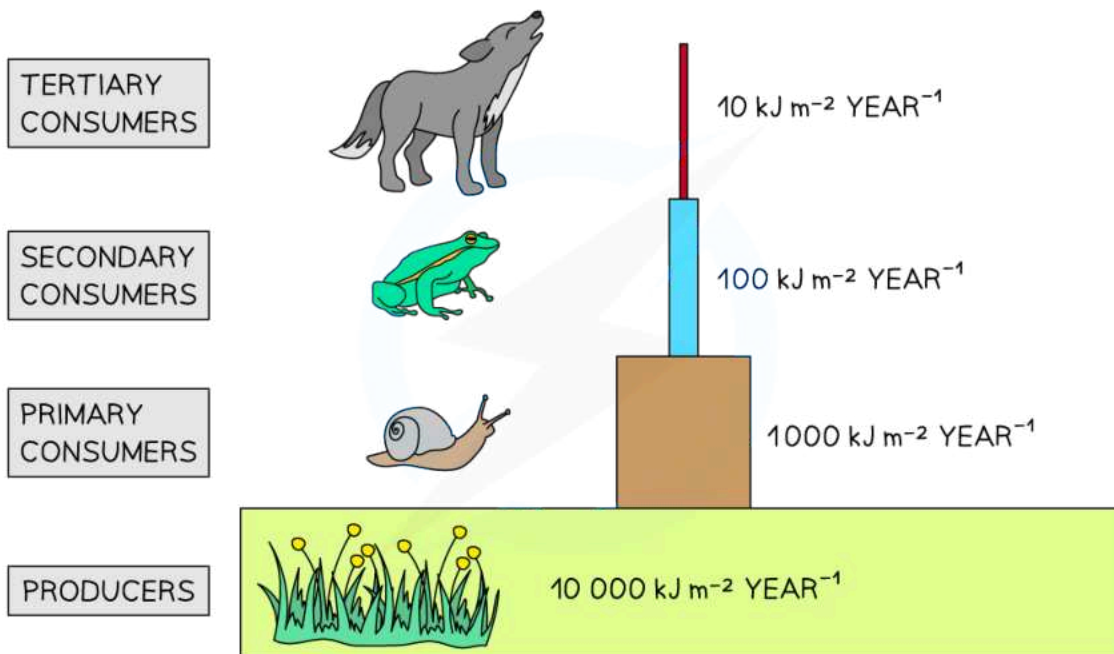 TERTIARY
CONSUMERS
10 kJ m⁻² YEAR⁻¹
SECONDARY
CONSUMERS
100 kJ m⁻² YEAR⁻¹
PRIMARY
CONSUMERS
1000 kJ m⁻² YEAR⁻¹
PRODUCERS
10 000 kJ m⁻² YEAR⁻¹